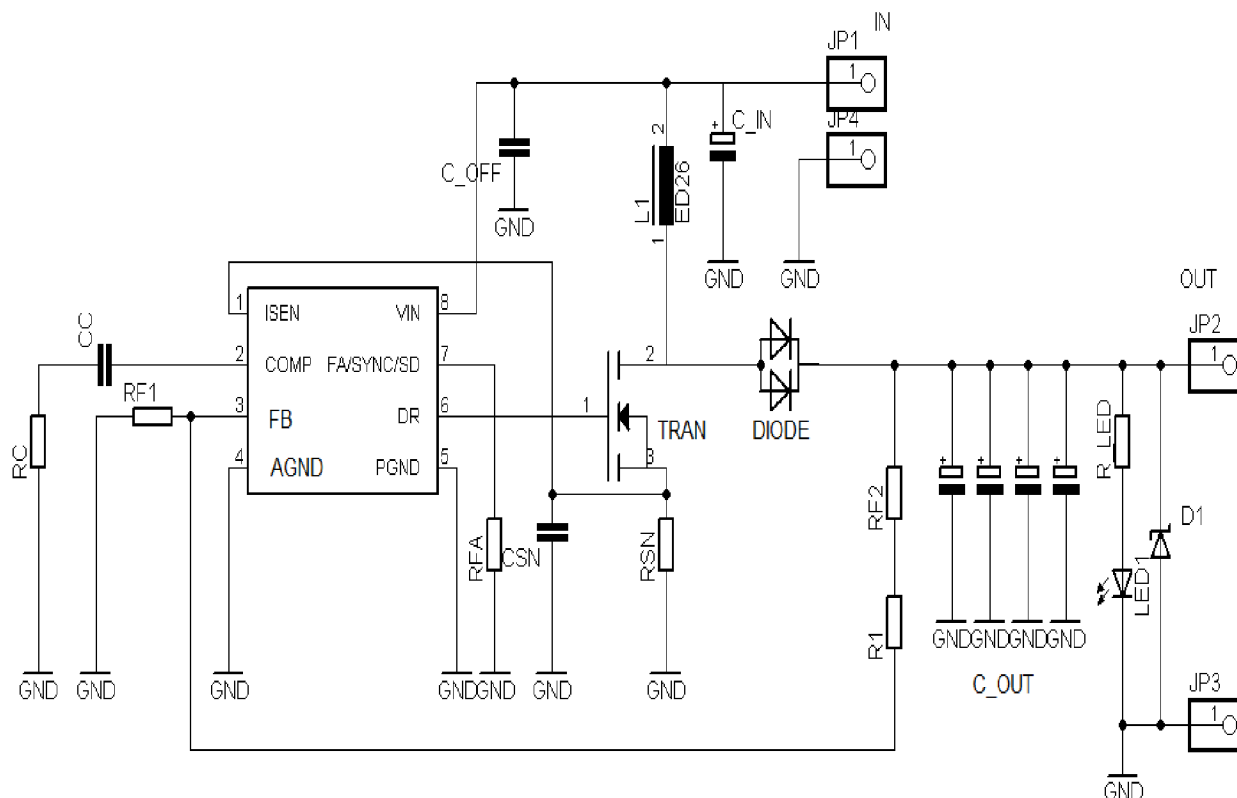 IN
JP1
1
JP4
1
C_IN
+
2
L1
ED26
1
C_OFF
GND
GND
GND
OUT
JP2
1
1
ISEN
VIN
8
CC
2
COMP
FA/SYNC/SD
7
RF1
3
FB
DR
6
4
AGND
PGND
5
RC
1
2
TRAN
3
DIODE
RF2
+
+
+
+
R_LED
D1
LED1
RFA
CSN
RSN
R1
GND
GND
GND
GND
C_OUT
GND
GND
GND
GND
GND
GND
GND
JP3
1
GND